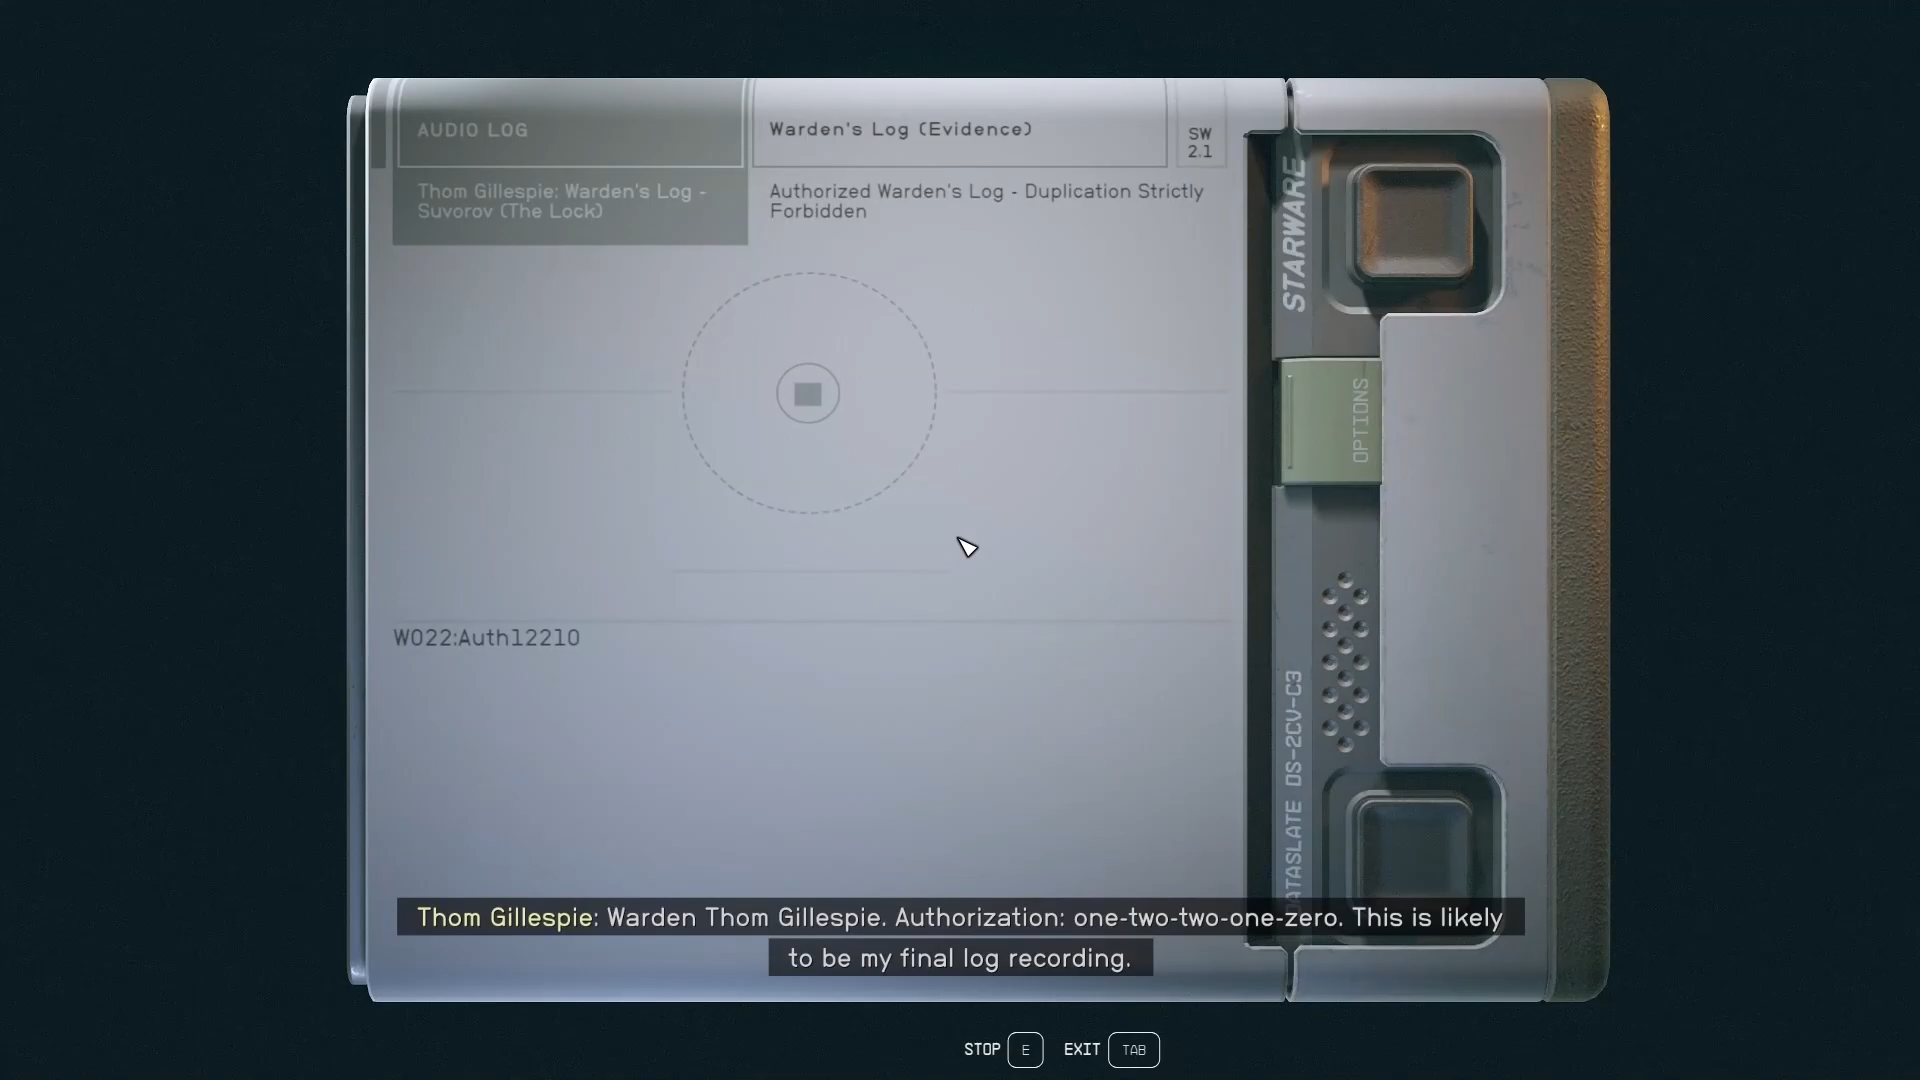 AUDIO LOG
Warden's Log (Evidence)
SW
2.1
Thom Gillespie: Warden's Log -
Suvorov (The Lock)
Authorized Warden's Log - Duplication Strictly
Forbidden
STARWARE
OPTIONS
W022:Auth12210
DATASLATE DS-2CV-C3
Thom Gillespie: Warden Thom Gillespie. Authorization: one-two-two-one-zero. This is likely
to be my final log recording.
STOP E EXIT TAB